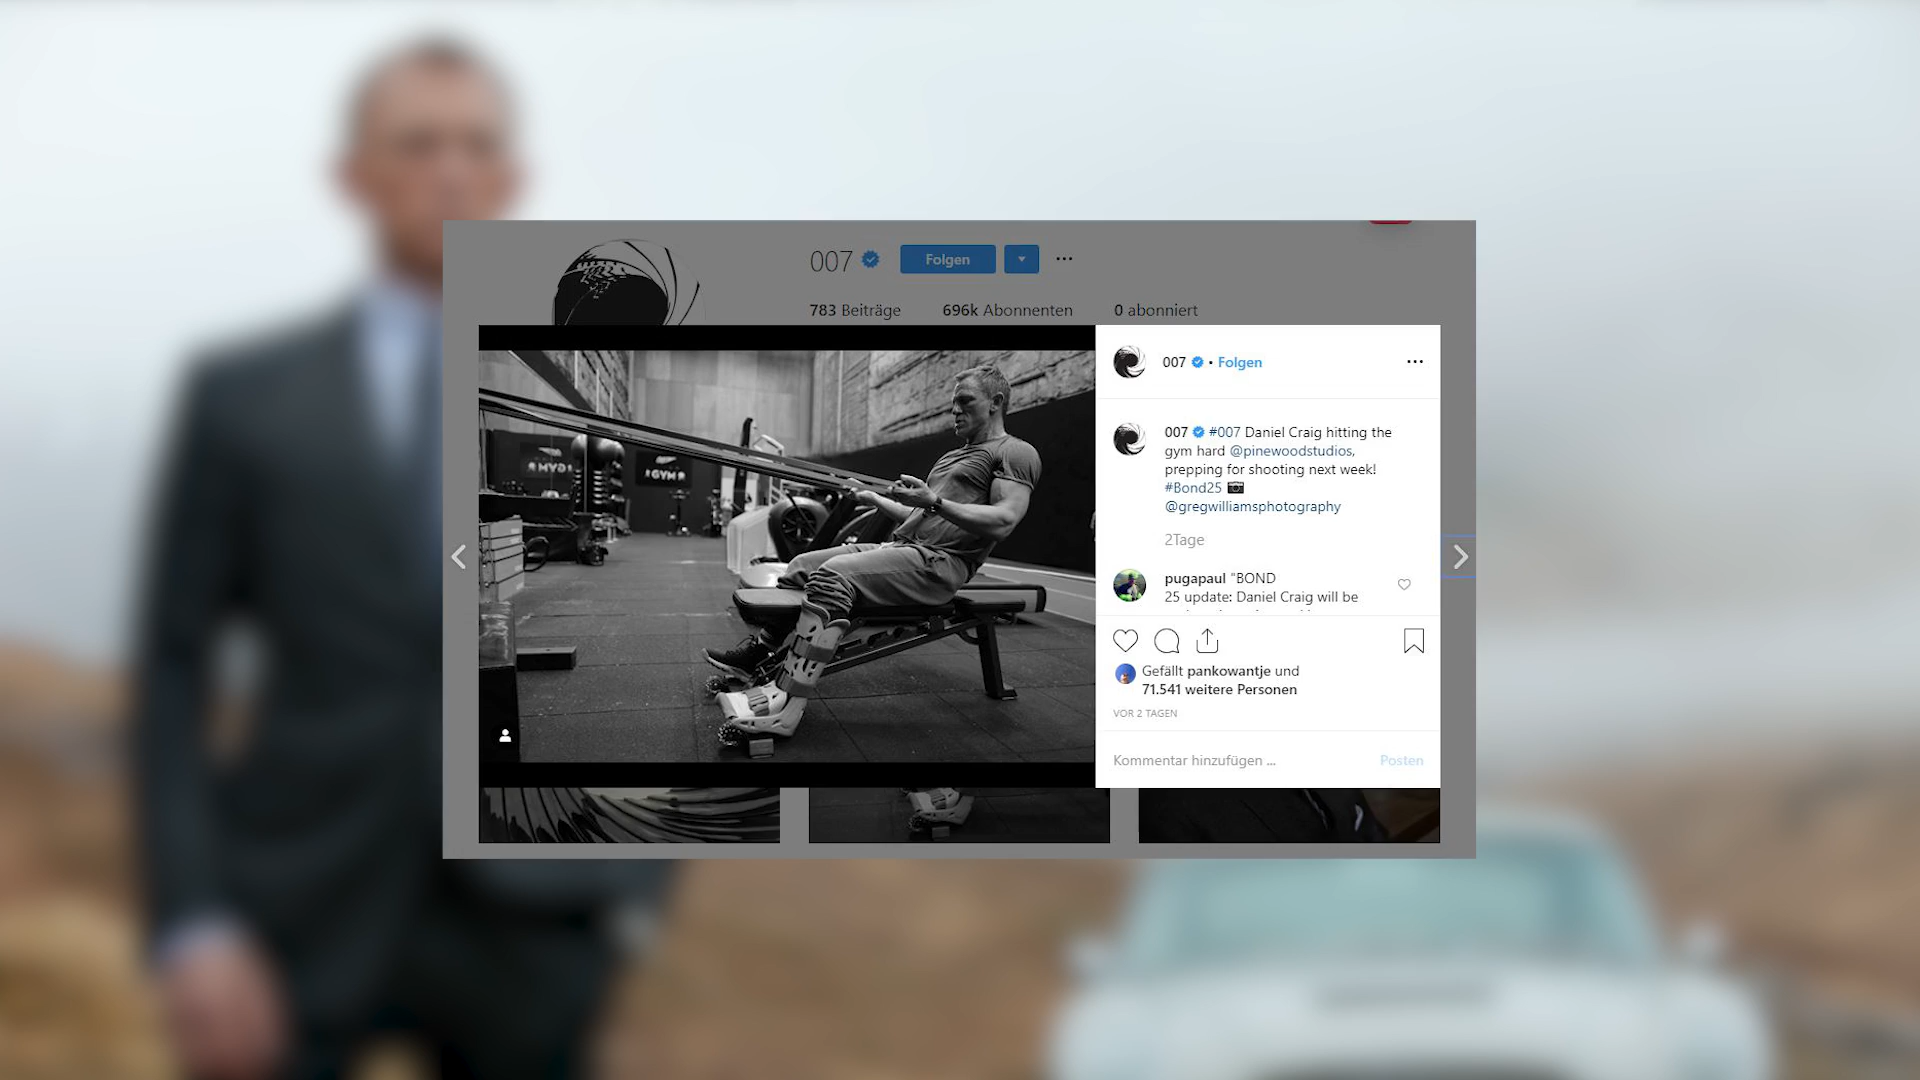 007 Folgen ...
783 Beiträge 696k Abonnenten 0 abonniert
GYM
GYM
007 • Folgen ...
007 #007 Daniel Craig hitting the
gym hard @pinewoodstudios,
prepping for shooting next week!
#Bond25
@gregwilliamsphotography
2Tage
pugapaul "BOND
25 update: Daniel Craig will be
Gefällt pankowantje und
71.541 weitere Personen
VOR 2 TAGEN
Kommentar hinzufügen ... Posten